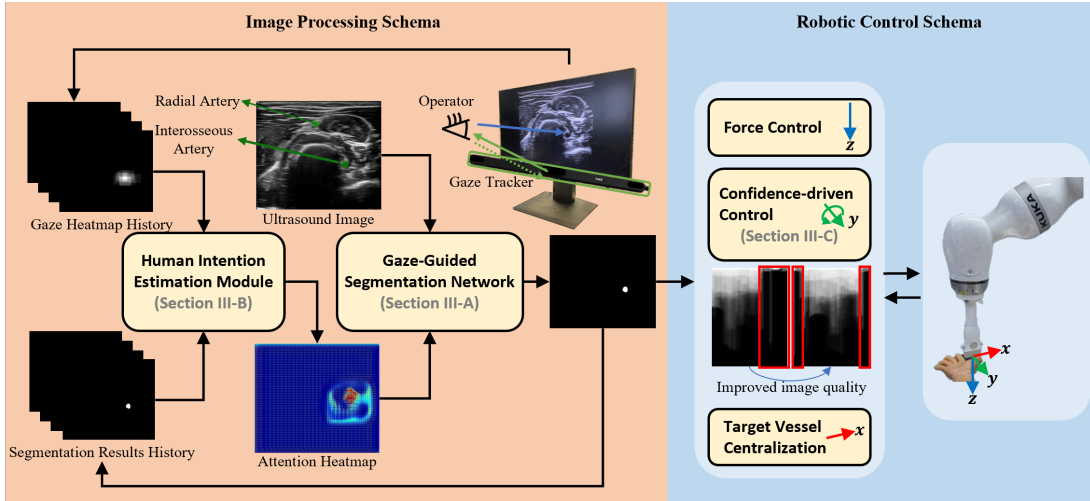 Image Processing Schema
Robotic Control Schema
Radial Artery
Interosseous
Artery
Operator
Gaze Tracker
Gaze Heatmap History
Ultrasound Image
Human Intention
Estimation Module
(Section III-B)
Gaze-Guided
Segmentation Network
(Section III-A)
Segmentation Results History
Attention Heatmap
Force Control
z
Confidence-driven
Control
(Section III-C)
y
Improved image quality
Target Vessel
Centralization
x
KUKA
x
y
z